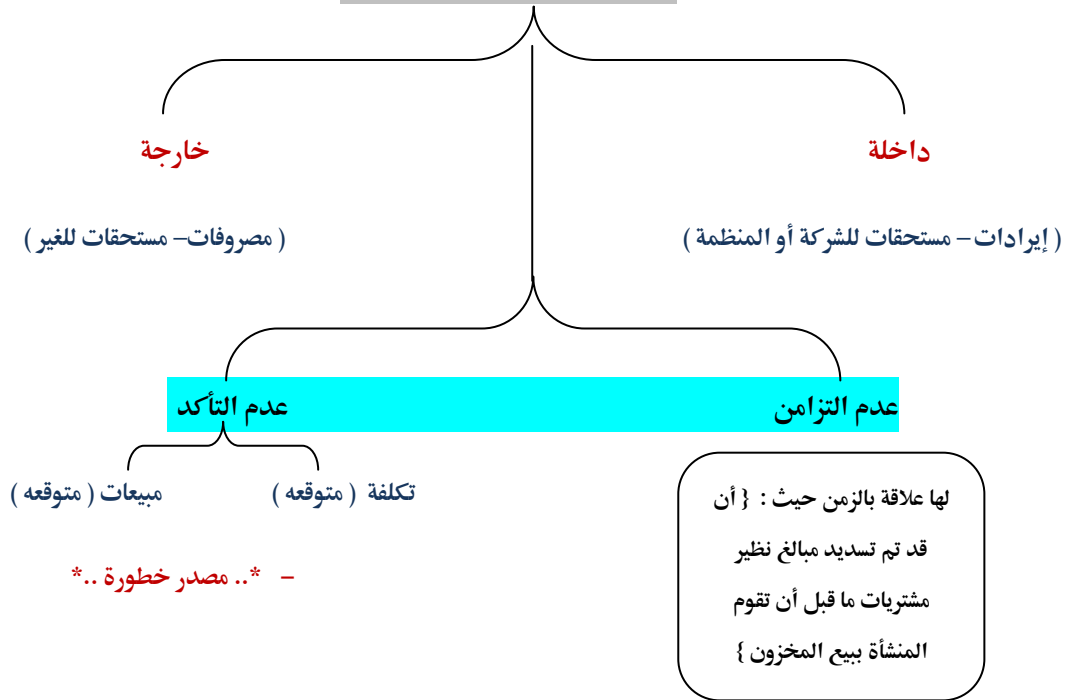 داخلة
خارجة
( إيرادات – مستحقات للشركة أو المنظمة )
( مصروفات– مستحقات للغير )
عدم التزامن
عدم التأكد
لها علاقة بالزمن حيث : { أن
قد تم تسديد مبالغ نظير
مشتريات ما قبل أن تقوم
المنشأة ببيع المخزون }
تكلفة ( متوقعه )
مبيعات ( متوقعه )
– *.. مصدر خطورة ..*